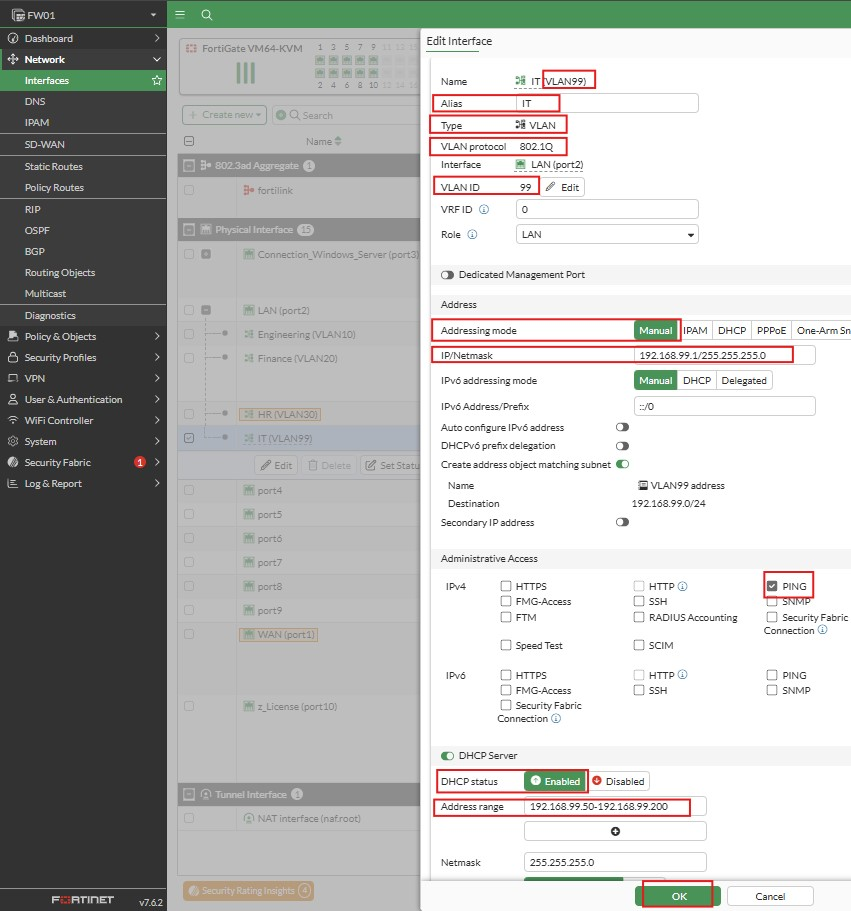 FW01
Dashboard
Network
Interfaces
DNS
IPAM
SD-WAN
Static Routes
Policy Routes
RIP
OSPF
BGP
Routing Objects
Multicast
Diagnostics
Policy & Objects
Security Profiles
VPN
User & Authentication
WiFi Controller
System
Security Fabric 1
Log & Report
FORTINET v7.6.2
FortiGate VM64-KVM
1 3 5 7 9 11 13
2 4 6 8 10 12
+ Create new
Search
Name
802.3ad Aggregate 1
fortilink
Physical Interface 15
Connection_Windows_Server (port3)
LAN (port2)
Engineering (VLAN10)
Finance (VLAN20)
HR (VLAN30)
IT (VLAN99)
Edit Delete Set Statu
port4
port5
port6
port7
port8
port9
WAN (port1)
z_License (port10)
Tunnel Interface 1
NAT interface (naf.root)
Security Rating Insights 4
Edit Interface
Name IT (VLAN99)
Alias IT
Type VLAN
VLAN protocol 802.1Q
Interface LAN (port2)
VLAN ID 99 Edit
VRF ID 0
Role LAN
Dedicated Management Port
Address
Addressing mode Manual IPAM DHCP PPPoE One-Arm Sn
IP/Netmask 192.168.99.1/255.255.255.0
IPv6 addressing mode Manual DHCP Delegated
IPv6 Address/Prefix ::/0
Auto configure IPv6 address
DHCPv6 prefix delegation
Create address object matching subnet
Name VLAN99 address
Destination 192.168.99.0/24
Secondary IP address
Administrative Access
IPv4 HTTPS HTTP PING
FMG-Access SSH SNMP
FTM RADIUS Accounting Security Fabric
Connection
Speed Test SCIM
IPv6 HTTPS HTTP PING
FMG-Access SSH SNMP
Security Fabric
Connection
DHCP Server
DHCP status Enabled Disabled
Address range 192.168.99.50-192.168.99.200
Netmask 255.255.255.0
OK Cancel